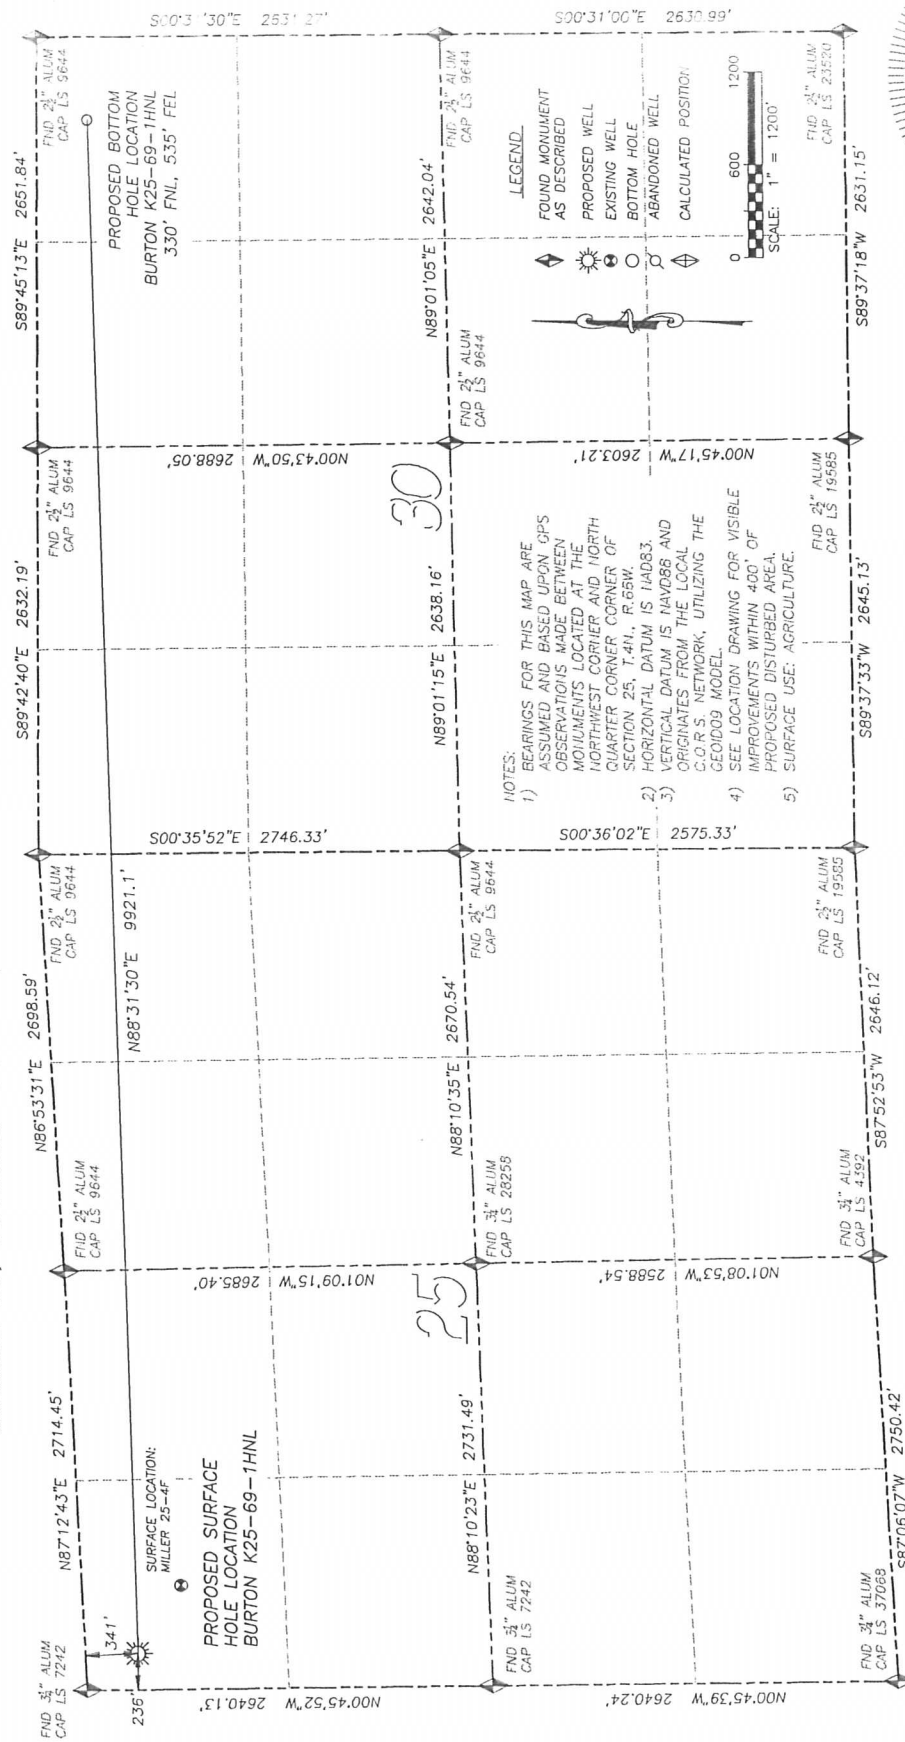 FND 3¼" ALUM
CAP LS 7242
N87°12'43"E 2714.45'
FND 2½" ALUM
CAP LS 9644
N86°53'31"E 2698.59'
FND 2½" ALUM
CAP LS 9644
S89°42'40"E 2632.19'
FND 2½" ALUM
CAP LS 9644
S89°45'13"E 2651.84'
FND 2½" ALUM
CAP LS 9644
341'
236'
SURFACE LOCATION:
MILLER 25-4F
PROPOSED SURFACE
HOLE LOCATION
BURTON K25-69-1HNL
N88°31'30"E 9921.1'
PROPOSED BOTTOM
HOLE LOCATION
BURTON K25-69-1HNL
330' FNL, 535' FEL
N00°45'52"W 2640.13'
N01°09'15"W 2685.40'
S00°35'52"E 2746.33'
N00°43'50"W 2688.05'
'30"E
25
30
FND 3¼" ALUM
CAP LS 7242
N88°10'23"E 2731.49'
FND 3¼" ALUM
CAP LS 28258
N88°10'35"E 2670.54'
FND 2½" ALUM
CAP LS 9644
N89°01'15"E 2638.16'
FND 2½" ALUM
CAP LS 9644
N89°01'05"E 2642.04'
FND 2½" ALUM
CAP LS 9644
N00°45'39"W 2640.24'
N01°08'53"W 2588.54'
S00°36'02"E 2575.33'
N00°45'17"W 2603.21'
S00°31'00"E 2630.99'
NOTES:
1) BEARINGS FOR THIS MAP ARE
ASSUMED AND BASED UPON GPS
OBSERVATIONS MADE BETWEEN
MONUMENTS LOCATED AT THE
NORTHWEST CORNER AND NORTH
QUARTER CORNER OF
SECTION 25, T.4N., R.66W.
2) HORIZONTAL DATUM IS NAD83.
3) VERTICAL DATUM IS NAVD88 AND
ORIGINATES FROM THE LOCAL
C.O.R.S. NETWORK, UTILIZING THE
GEOID09 MODEL.
4) SEE LOCATION DRAWING FOR VISIBLE
IMPROVEMENTS WITHIN 400' OF
PROPOSED DISTURBED AREA.
5) SURFACE USE: AGRICULTURE.
LEGEND
FOUND MONUMENT
AS DESCRIBED
PROPOSED WELL
EXISTING WELL
BOTTOM HOLE
ABANDONED WELL
CALCULATED POSITION
0 600 1200
SCALE: 1" = 1200'
FND 3¼" ALUM
CAP LS 37068
S87°06'07"W 2750.42'
FND 3¼" ALUM
CAP LS 4392
S87°52'53"W 2646.12'
FND 2½" ALUM
CAP LS 19585
S89°37'33"W 2645.13'
FND 2½" ALUM
CAP LS 19585
S89°37'18"W 2631.15'
FND 2½" ALUM
CAP LS 23520